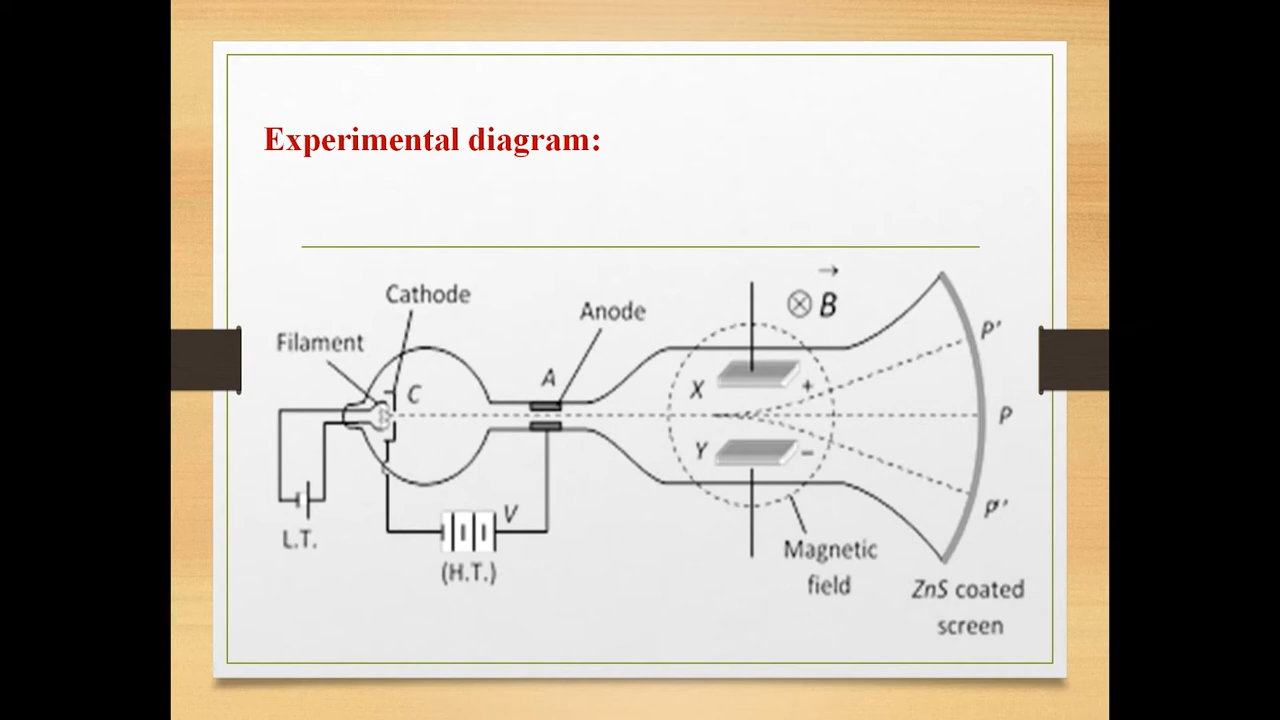 Experimental diagram:
Cathode
Anode
Filament
C
A
X
+
Y
–
⊗ B→
P'
P
P''
V
L.T.
(H.T.)
Magnetic
field
ZnS coated
screen